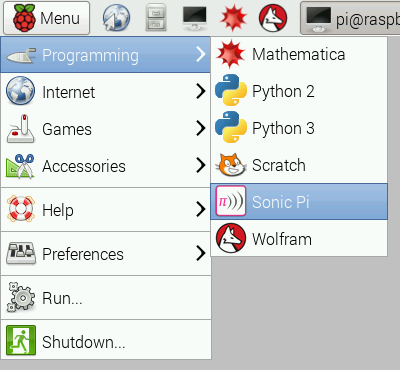 Menu
pi@raspb
Programming
Internet
Games
Accessories
Help
Preferences
Run...
Shutdown...
Mathematica
Python 2
Python 3
Scratch
π)))
Sonic Pi
Wolfram